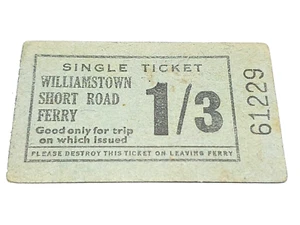 SINGLE TICKET
WILLIAMSTOWN
SHORT ROAD
FERRY
Good only for trip
on which issued
1/3
PLEASE DESTROY THIS TICKET ON LEAVING FERRY
61229